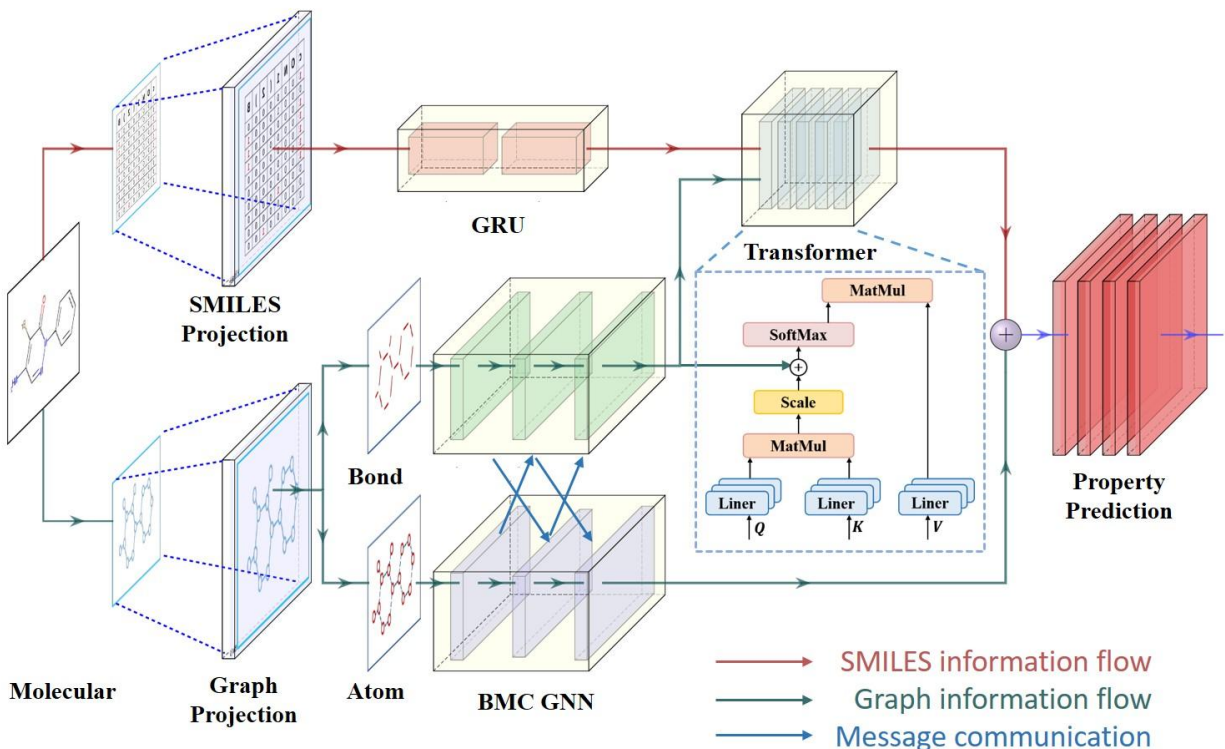 SMILES
Projection
GRU
Transformer
MatMul
SoftMax
+
Scale
MatMul
Liner
Liner
Liner
Q
K
V
+
Property
Prediction
Bond
Molecular
Graph
Projection
Atom
BMC GNN
SMILES information flow
Graph information flow
Message communication